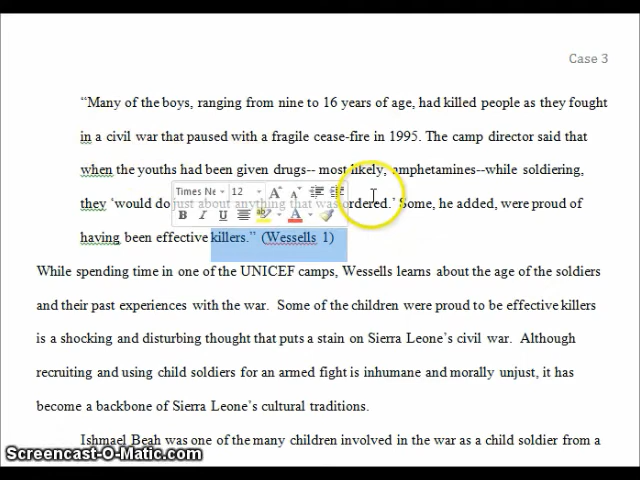 Case 3
“Many of the boys, ranging from nine to 16 years of age, had killed people as they fought
in a civil war that paused with a fragile cease-fire in 1995. The camp director said that
when the youths had been given drugs-- most likely, amphetamines--while soldiering,
Times Ne 12 A A
they ‘would do just about anything that was ordered.’ Some, he added, were proud of
B I U A
having been effective killers.” (Wessells 1)
While spending time in one of the UNICEF camps, Wessells learns about the age of the soldiers
and their past experiences with the war. Some of the children were proud to be effective killers
is a shocking and disturbing thought that puts a stain on Sierra Leone’s civil war. Although
recruiting and using child soldiers for an armed fight is inhumane and morally unjust, it has
become a backbone of Sierra Leone’s cultural traditions.
Ishmael Beah was one of the many children involved in the war as a child soldier from a
Screencast-O-Matic.com